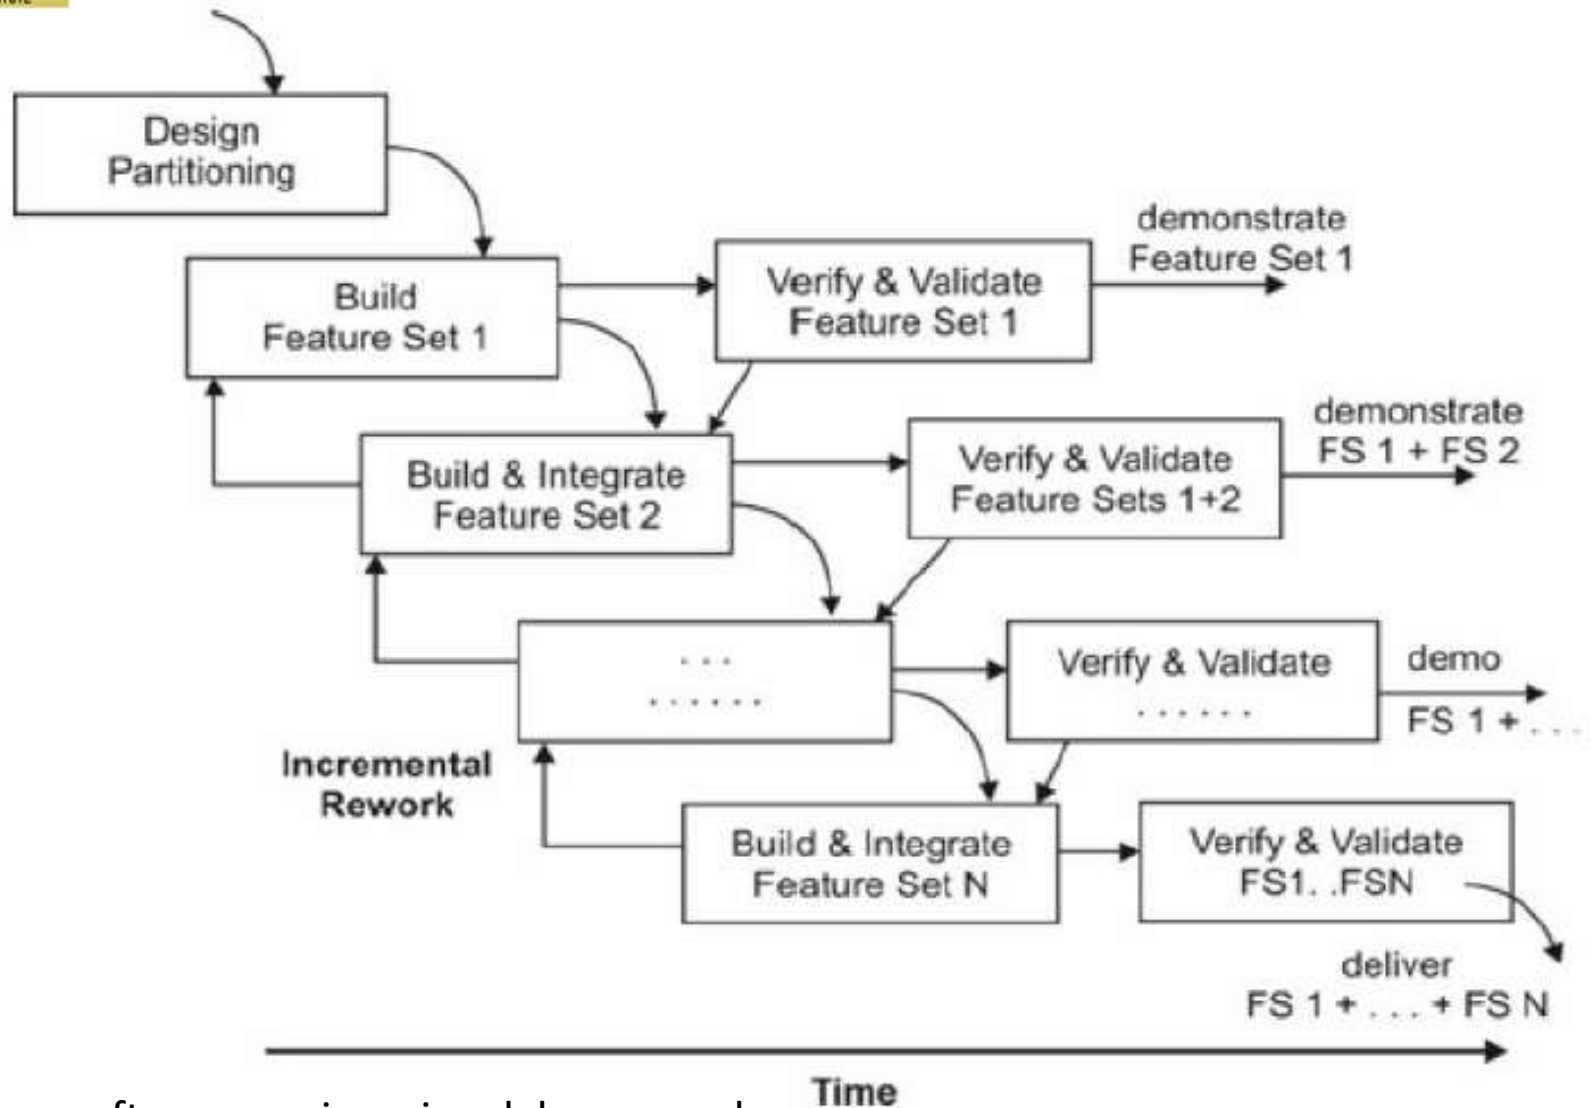 Design
Partitioning
Build
Feature Set 1
Verify & Validate
Feature Set 1
demonstrate
Feature Set 1
Build & Integrate
Feature Set 2
Verify & Validate
Feature Sets 1+2
demonstrate
FS 1 + FS 2
. . .
. . . . . .
Verify & Validate
. . . . . .
demo
FS 1 + . . .
Incremental
Rework
Build & Integrate
Feature Set N
Verify & Validate
FS1. .FSN
deliver
FS 1 + . . . + FS N
Time